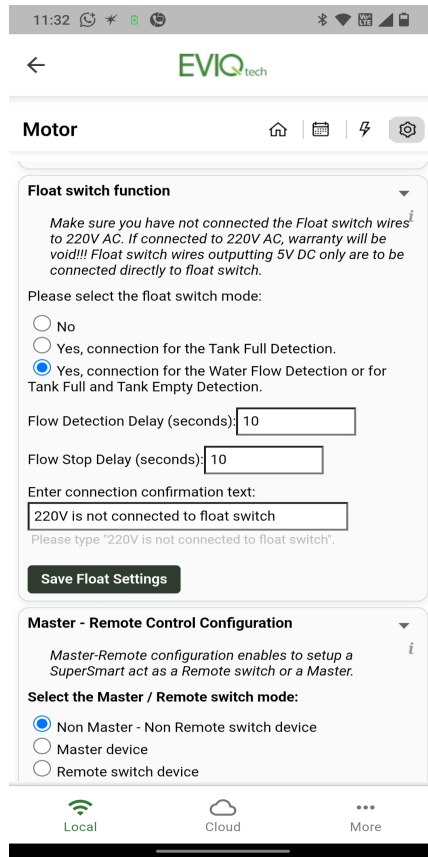 11:32
EVIQ tech
Motor
Float switch function
i
Make sure you have not connected the Float switch wires
to 220V AC. If connected to 220V AC, warranty will be
void!!! Float switch wires outputting 5V DC only are to be
connected directly to float switch.
Please select the float switch mode:
No
Yes, connection for the Tank Full Detection.
Yes, connection for the Water Flow Detection or for
Tank Full and Tank Empty Detection.
Flow Detection Delay (seconds): 10
Flow Stop Delay (seconds): 10
Enter connection confirmation text:
220V is not connected to float switch
Please type "220V is not connected to float switch".
Save Float Settings
Master - Remote Control Configuration
i
Master-Remote configuration enables to setup a
SuperSmart act as a Remote switch or a Master.
Select the Master / Remote switch mode:
Non Master - Non Remote switch device
Master device
Remote switch device
Local Cloud More